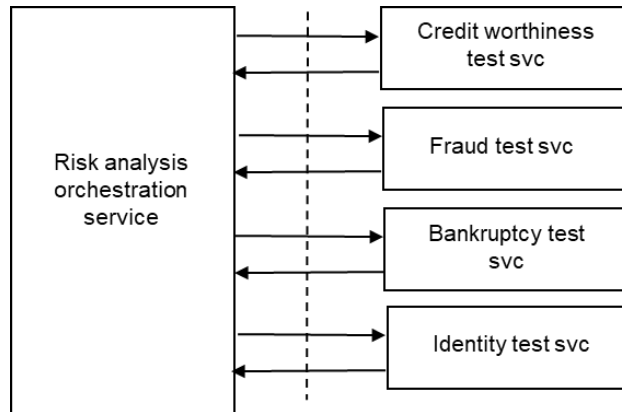 Risk analysis
orchestration
service
Credit worthiness
test svc
Fraud test svc
Bankruptcy test
svc
Identity test svc